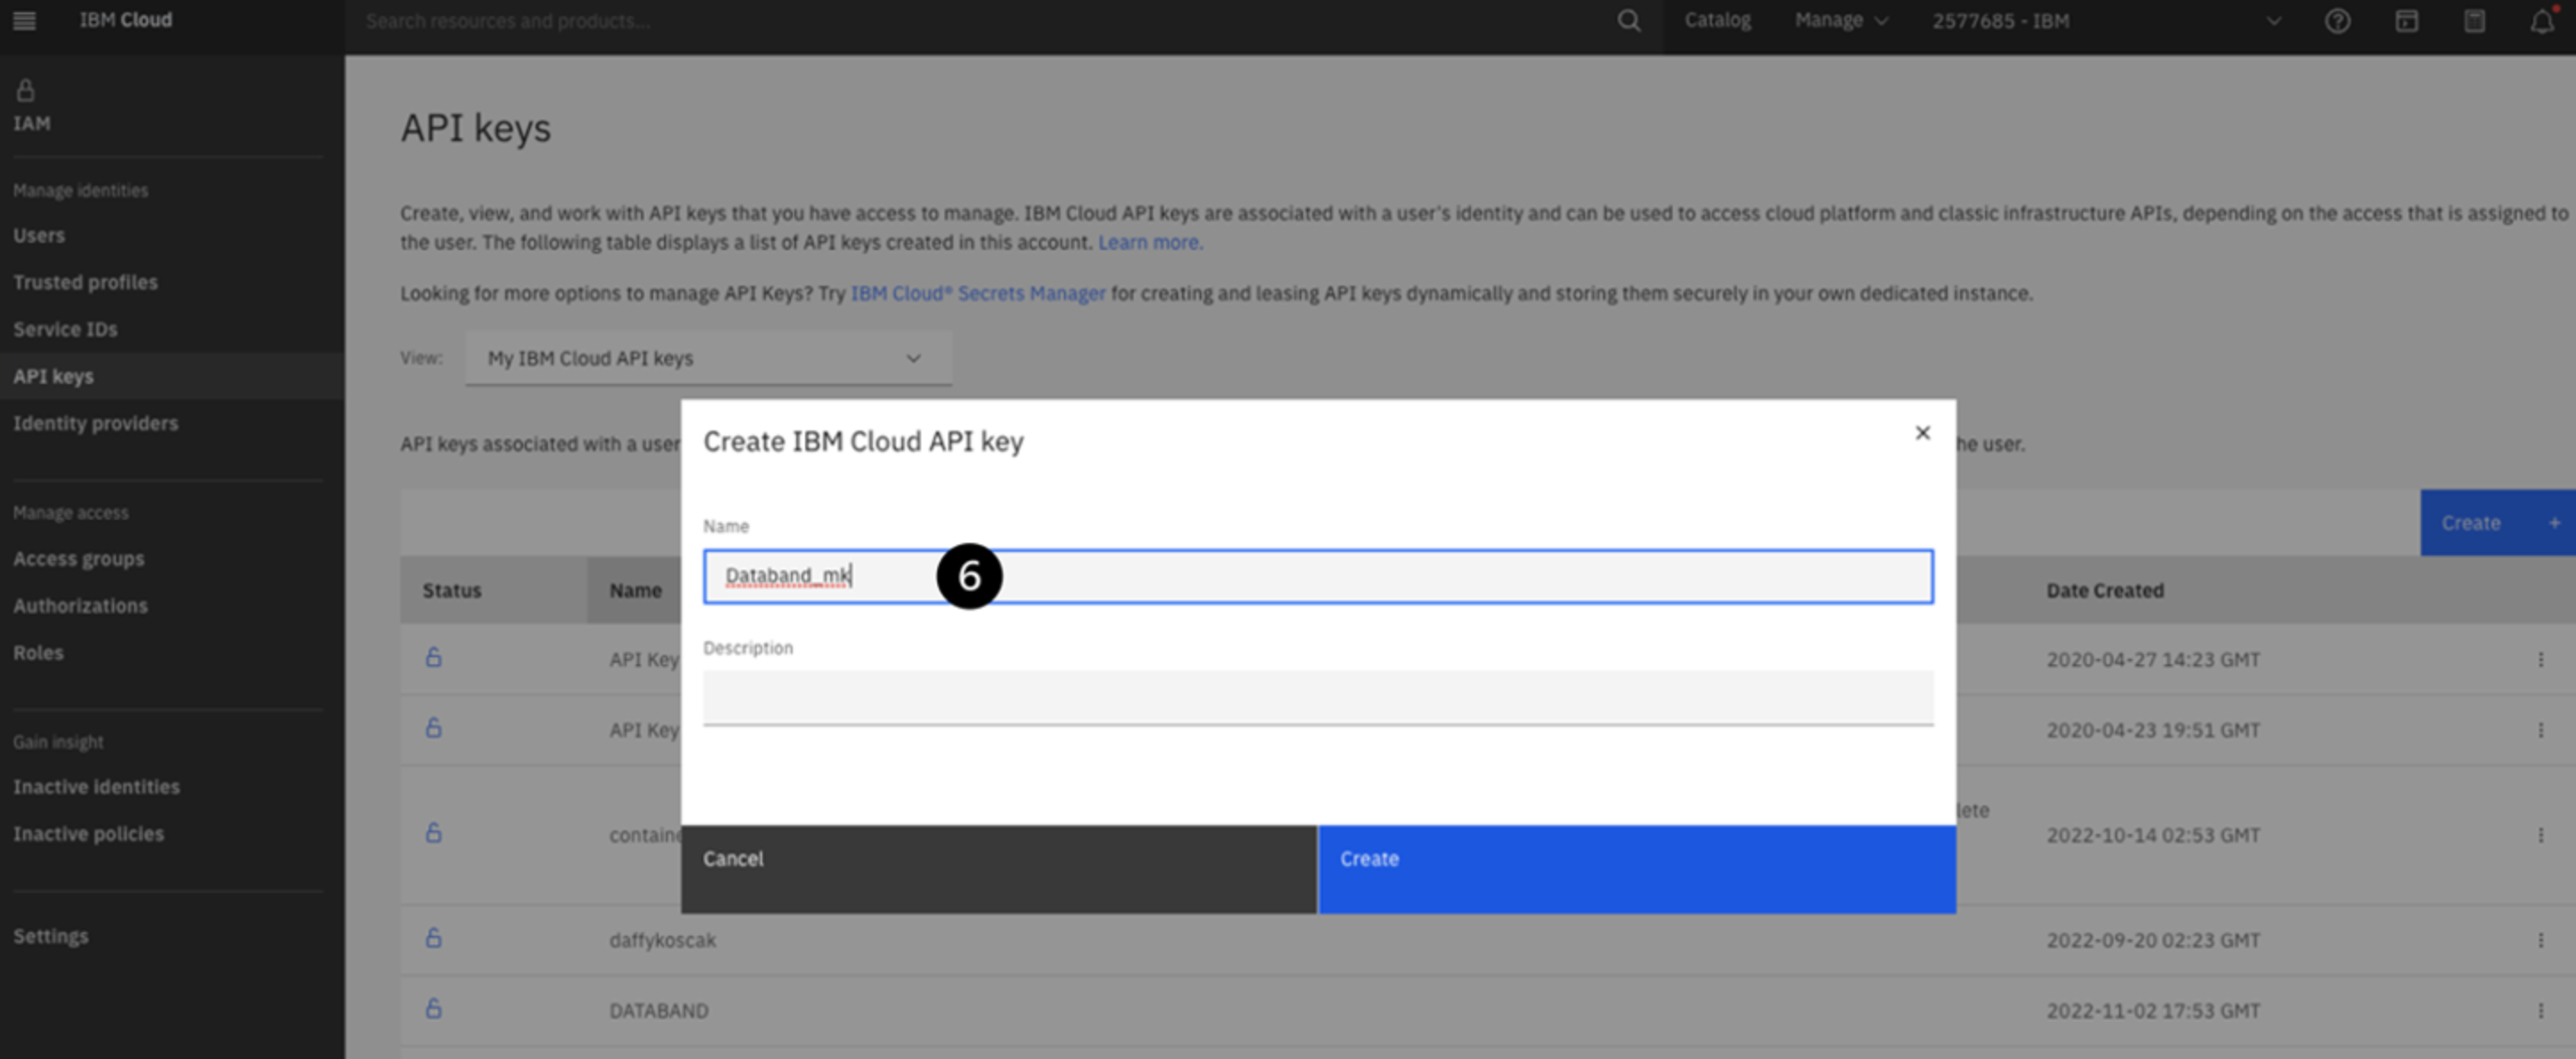 IBM Cloud
Search resources and products...
Catalog
Manage
2577685 - IBM
IAM
Manage identities
Users
Trusted profiles
Service IDs
API keys
Identity providers
Manage access
Access groups
Authorizations
Roles
Gain insight
Inactive identities
Inactive policies
Settings
API keys
Create, view, and work with API keys that you have access to manage. IBM Cloud API keys are associated with a user's identity and can be used to access cloud platform and classic infrastructure APIs, depending on the access that is assigned to
the user. The following table displays a list of API keys created in this account. Learn more.
Looking for more options to manage API Keys? Try IBM Cloud® Secrets Manager for creating and leasing API keys dynamically and storing them securely in your own dedicated instance.
View:
My IBM Cloud API keys
API keys associated with a user
he user.
Create +
Status
Name
Date Created
API Key
2020-04-27 14:23 GMT
API Key
2020-04-23 19:51 GMT
containe
lete
2022-10-14 02:53 GMT
daffykoscak
2022-09-20 02:23 GMT
DATABAND
2022-11-02 17:53 GMT
Create IBM Cloud API key
Name
Databand_mk
6
Description
Cancel
Create